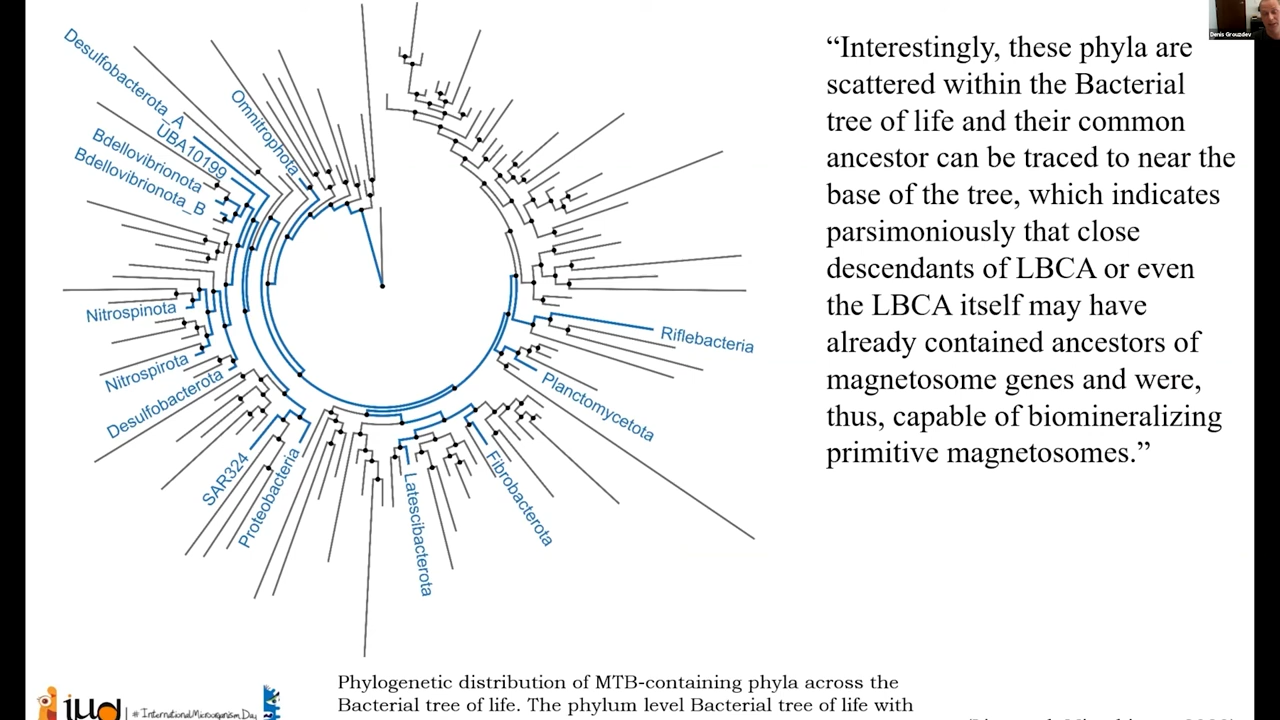 Denis Grouzdev
Desulfobacterota_A
UBA10199
Bdellovibrionota
Bdellovibrionota_B
Omnitrophota
Nitrospinota
Nitrospirota
Desulfobacterota
SAR324
Proteobacteria
Latescibacterota
Fibrobacterota
Planctomycetota
Riflebacteria
“Interestingly, these phyla are
scattered within the Bacterial
tree of life and their common
ancestor can be traced to near the
base of the tree, which indicates
parsimoniously that close
descendants of LBCA or even
the LBCA itself may have
already contained ancestors of
magnetosome genes and were,
thus, capable of biomineralizing
primitive magnetosomes.”
Phylogenetic distribution of MTB-containing phyla across the
Bacterial tree of life. The phylum level Bacterial tree of life with
#InternationalMicroorganismDay